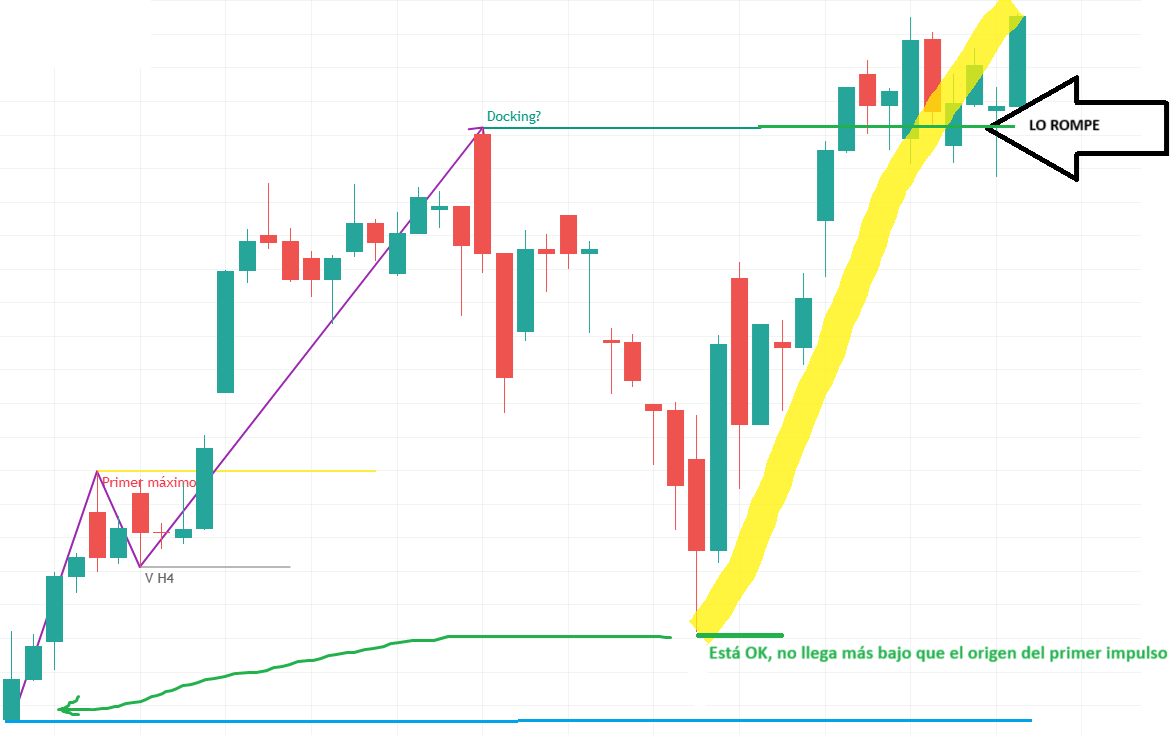 Docking?
LO ROMPE
Primer máximo
V H4
Está OK, no llega más bajo que el origen del primer impulso